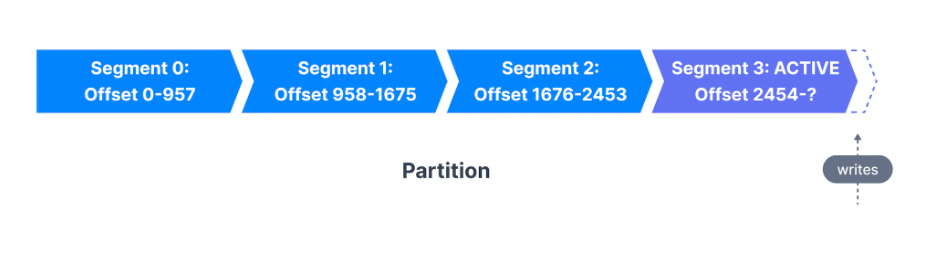 Segment 0:
Offset 0-957
Segment 1:
Offset 958-1675
Segment 2:
Offset 1676-2453
Segment 3: ACTIVE
Offset 2454-?
Partition
writes